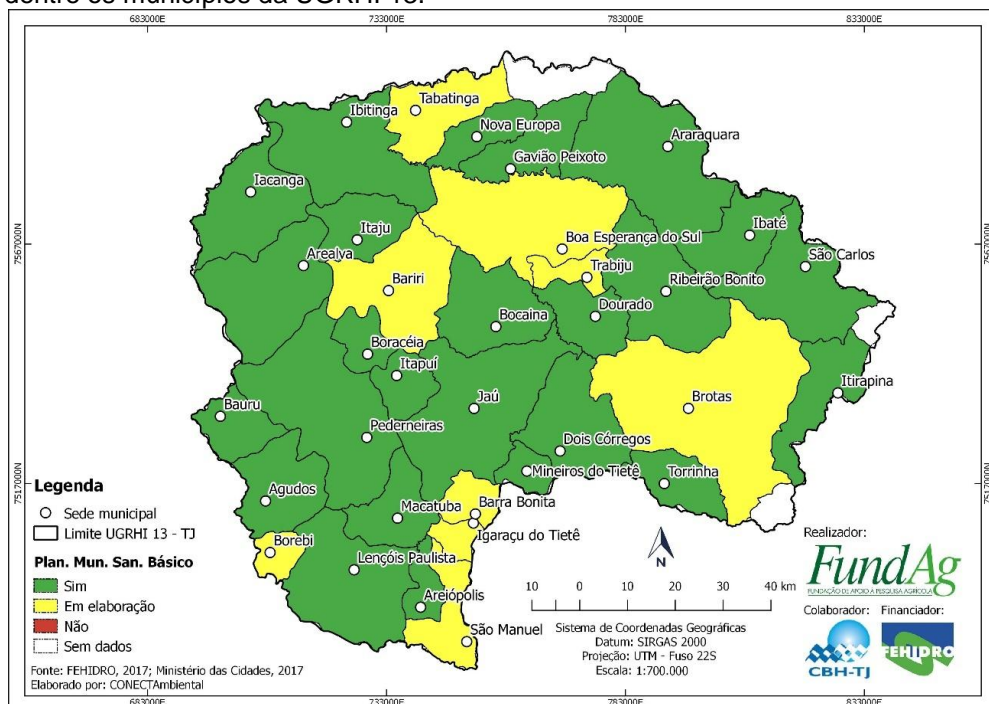 dentro os municípios da UGRHI 13.
683000E
733000E
783000E
833000E
Tabatinga
Ibitinga
Nova Europa
Araraquara
Gavião Peixoto
Iacanga
Itaju
Ibaté
Boa Esperança do Sul
7567000N
7567000N
Arealva
São Carlos
Trabiju
Bariri
Ribeirão Bonito
Dourado
Bocaina
Boracéia
Itapuí
Itirapina
Bauru
Jaú
Brotas
Pederneiras
Dois Córregos
Mineiros do Tietê
Torrinha
7517000N
7517000N
Agudos
Macatuba
Barra Bonita
Igaraçu do Tietê
Borebi
Lençóis Paulista
Areiópolis
São Manuel
Legenda
Sede municipal
Limite UGRHI 13 - TJ
Plan. Mun. San. Básico
Sim
Em elaboração
Não
Sem dados
Fonte: FEHIDRO, 2017; Ministério das Cidades, 2017
Elaborado por: CONECTAmbiental
N
10 0 10 20 30 40 km
Sistema de Coordenadas Geográficas
Datum: SIRGAS 2000
Projeção: UTM - Fuso 22S
Escala: 1:700.000
Realizador:
FundAg
FUNDAÇÃO DE APOIO A PESQUISA AGRÍCOLA
Colaborador:
Financiador:
CBH-TJ
FEHIDRO
683000E
733000E
783000E
833000E